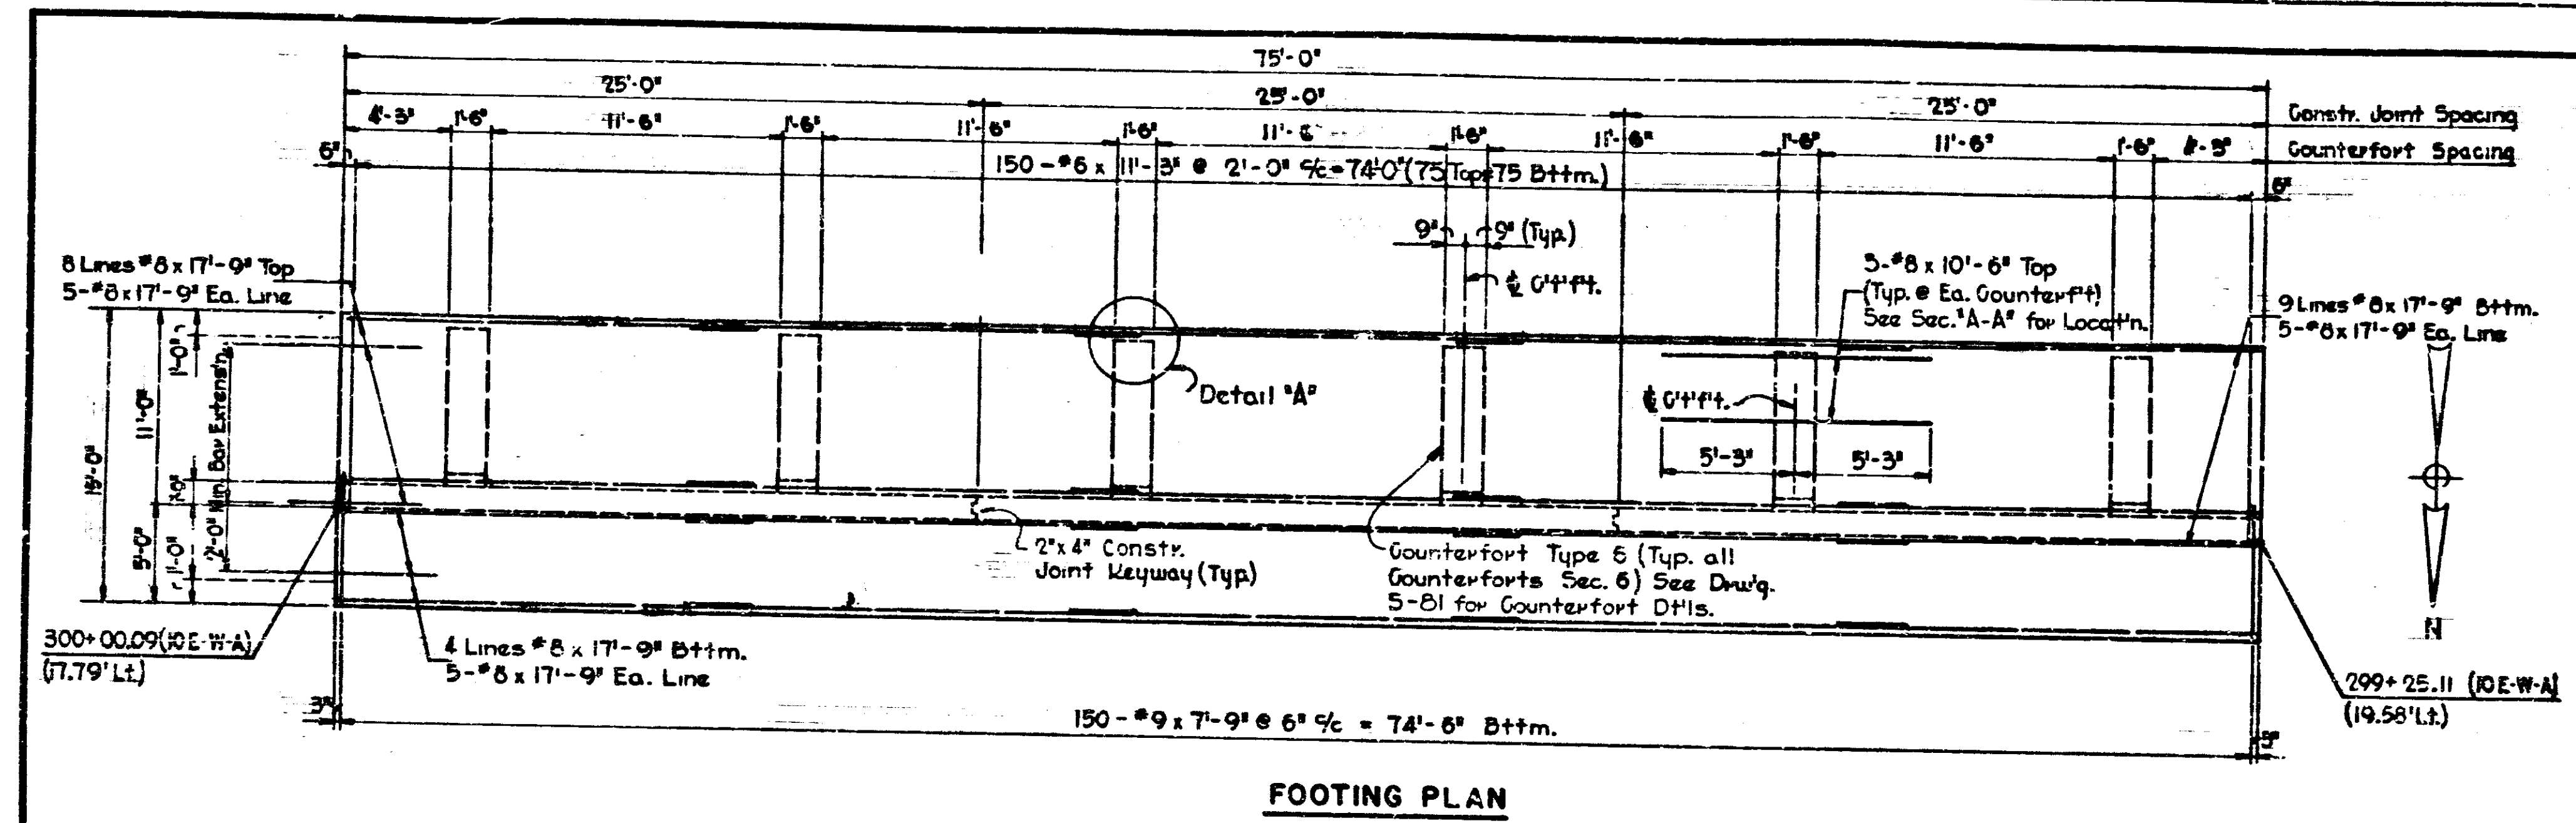 75'-0"
25'-0" 25'-0" 25'-0" Constr. Joint Spacing
4'-3" 1'-6" 11'-6" 1'-6" 11'-6" 1'-6" 11'-6" 1'-6" 11'-6" 1'-6" 11'-6" 1'-6" 4'-3" Counterfort Spacing
6" 150-#6 x 11'-3" @ 2'-0" c/c=74'0"(75 Top 75 Bttm.) 6"
9" 9" (Typ.)
℄ C't'ft.
8 Lines #8 x 17'-9" Top
5-#8 x 17'-9" Ea. Line
3-#8 x 10'-6" Top
(Typ. @ Ea. Counterf't)
See Sec. "A-A" for Locat'n.
9 Lines #8 x 17'-9" Bttm.
5-#8 x 17'-9" Ea. Line
1'-0"
11'-0"
15'-0"
2'-0" Min. Bar Extens'n.
5'-0"
1'-0"
Detail "A"
℄ C't'f't.
5'-3" 5'-3"
2"x 4" Constr.
Joint Keyway (Typ.)
Counterfort Type 6 (Typ. all
Counterforts Sec. 6) See Drw'g.
5-81 for Counterfort Dt'ls.
N
300+00.09(10E-W-A)
(17.79' Lt.)
4 Lines #8 x 17'-9" Bttm.
5-#8 x 17'-9" Ea. Line
299+25.11 (10E-W-A)
(19.58' Lt.)
3" 150-#9 x 7'-9" @ 6" c/c = 74'-6" Bttm. 3"
FOOTING PLAN